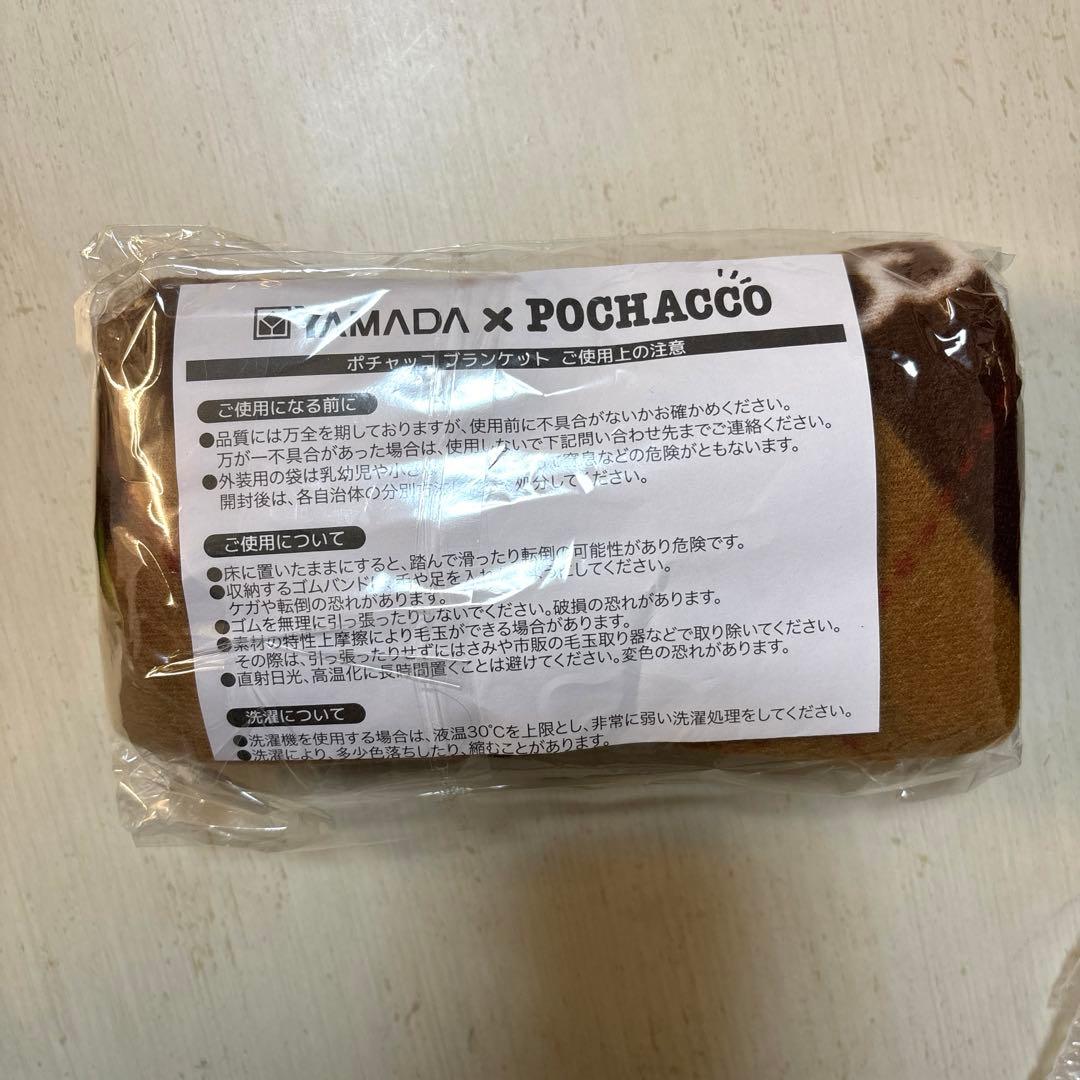 YAMADA × POCHACCO
ポチャッコ ブランケット ご使用上の注意
ご使用になる前に
●品質には万全を期しておりますが、使用前に不具合がないかお確かめください。
万が一不具合があった場合は、使用しないで下記問い合わせ先までご連絡ください。
●外装用の袋は乳幼児や小さ 窒息などの危険がともないます。
開封後は、各自治体の分別 処分してください。
ご使用について
●床に置いたままにすると、踏んで滑ったり転倒の可能性があり危険です。
●収納するゴムバンドに手や足を入れ ようにしてください。
ケガや転倒の恐れがあります。
●ゴムを無理に引っ張ったりしないでください。破損の恐れがあります。
●素材の特性上摩擦により毛玉ができる場合があります。
その際は、引っ張ったりせずにはさみや市販の毛玉取り器などで取り除いてください。
●直射日光、高温化に長時間置くことは避けてください。変色の恐れがあります。
洗濯について
●洗濯機を使用する場合は、液温30℃を上限とし、非常に弱い洗濯処理をしてください。
●洗濯により、多少色落ちしたり、縮むことがあります。